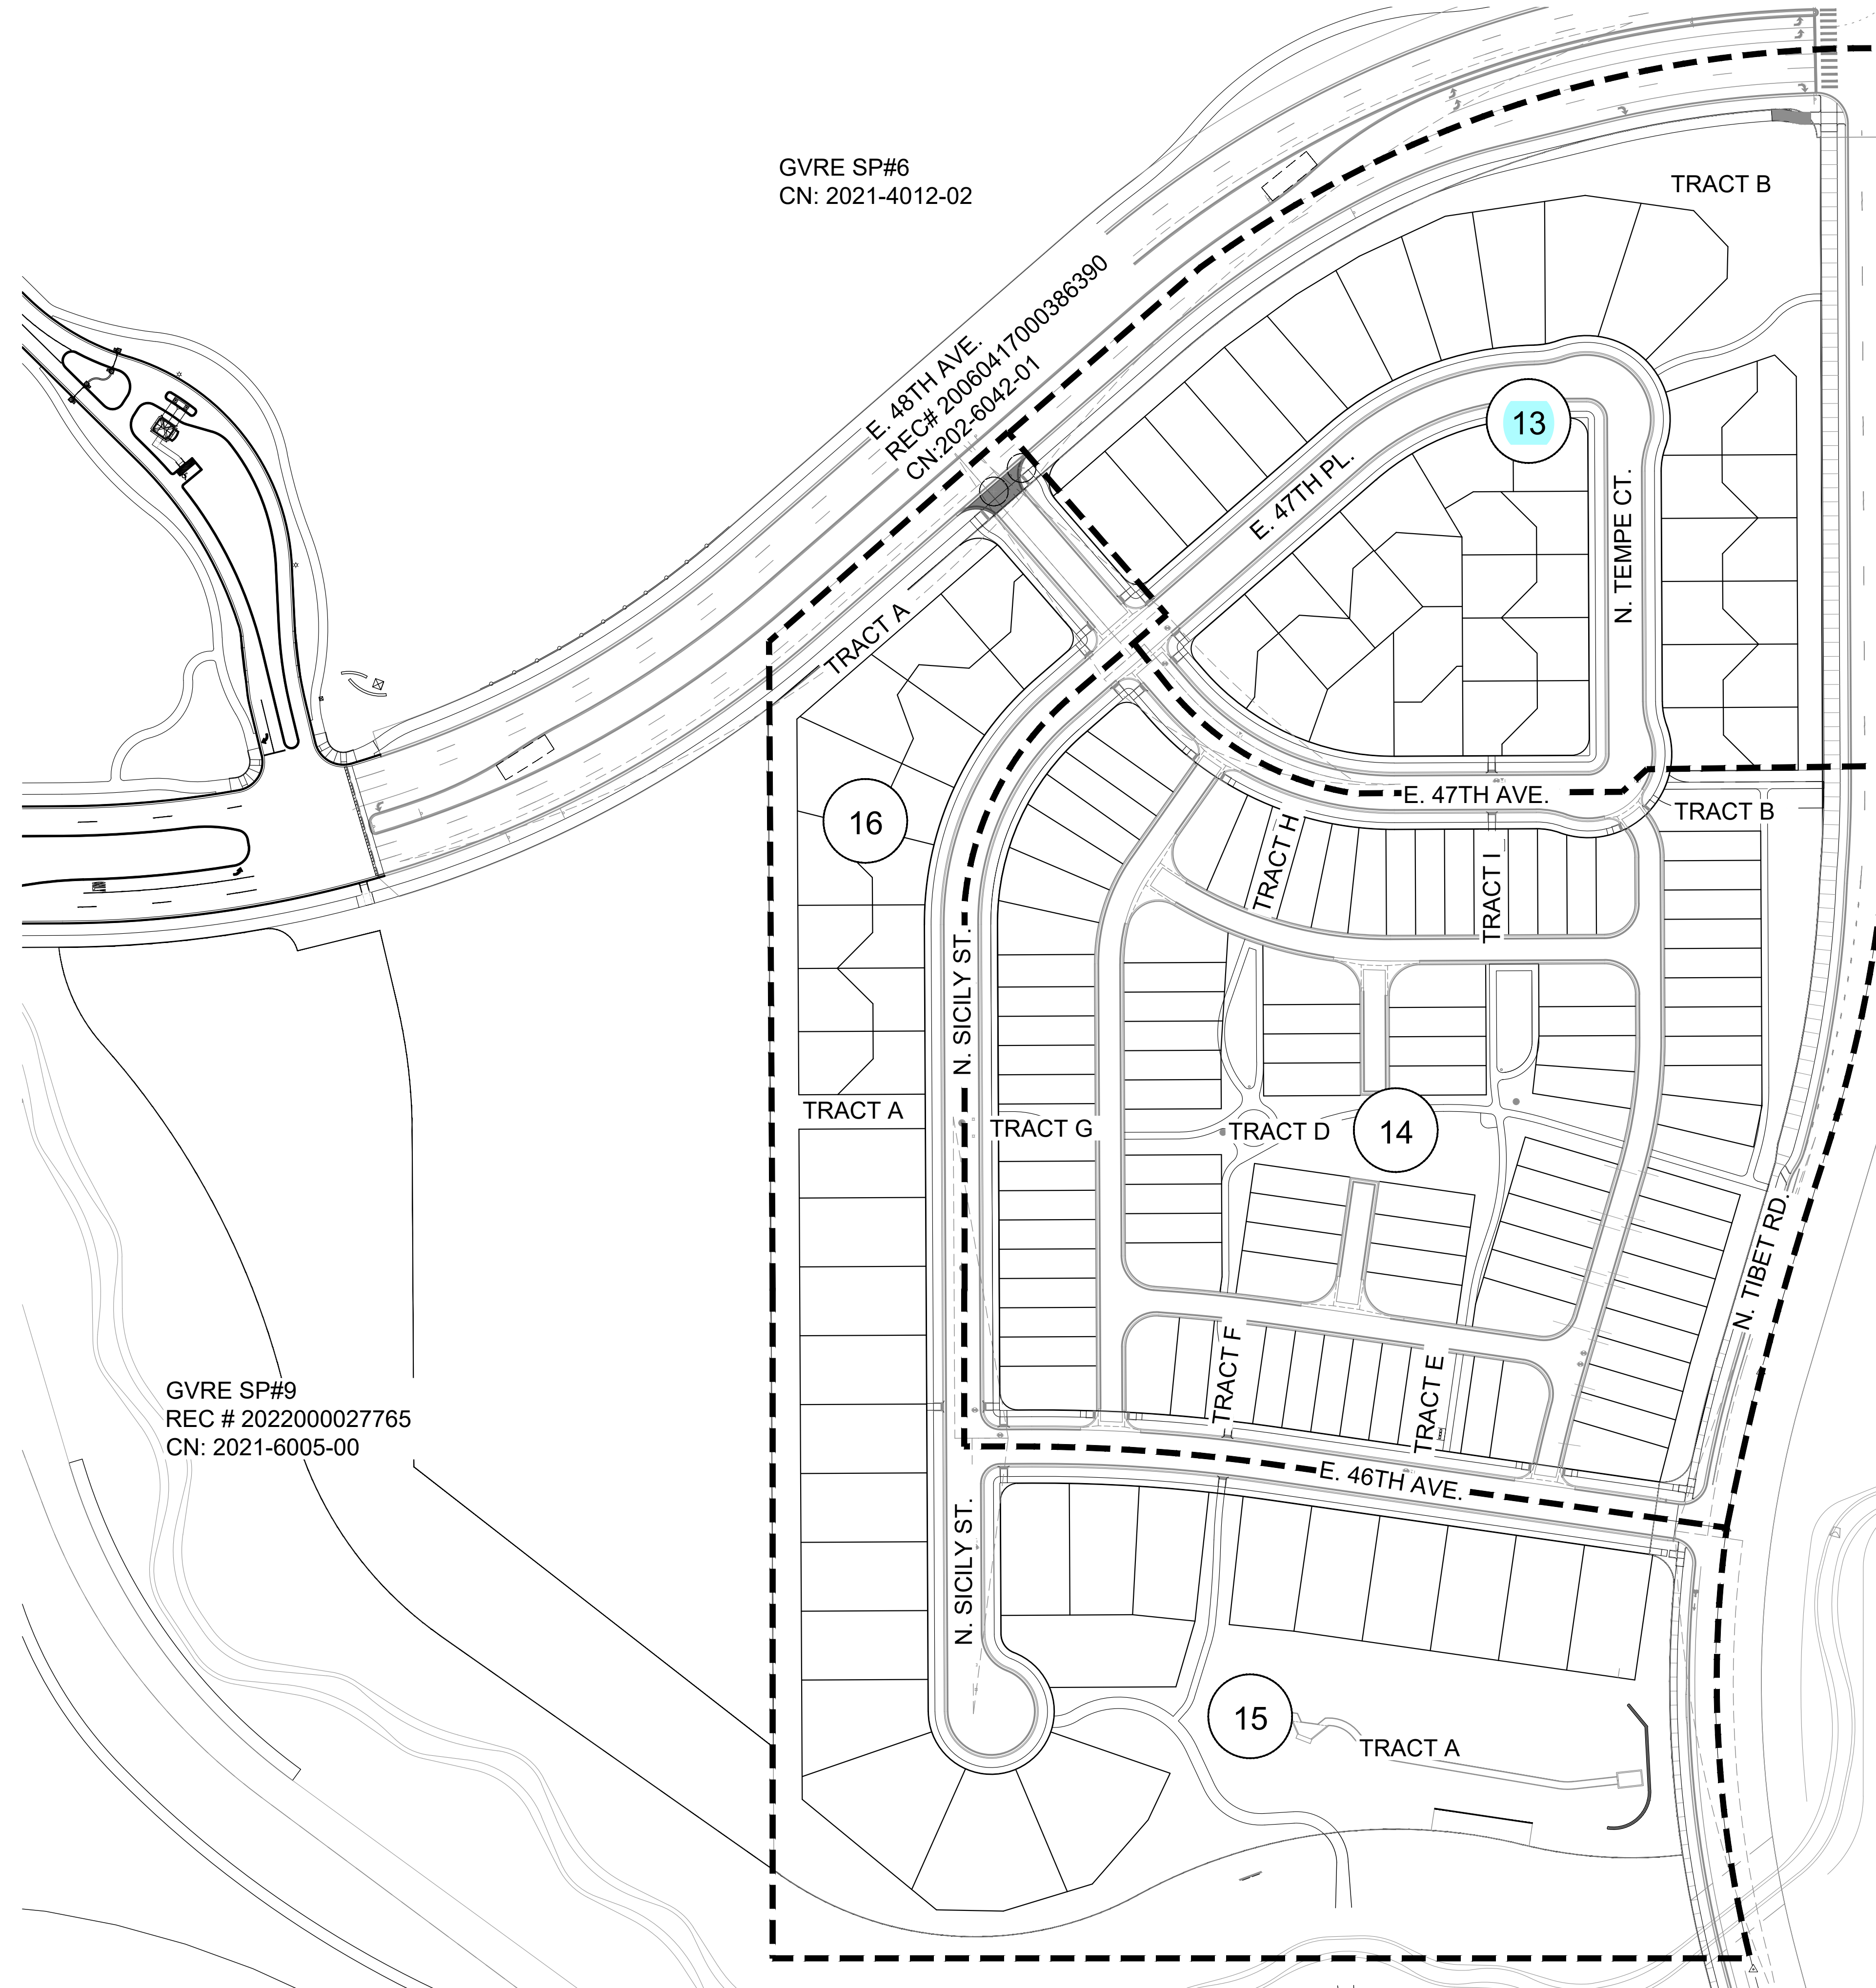 GVRE SP#6
CN: 2021-4012-02
TRACT B
E. 48TH AVE.
REC# 20060417000386390
CN:202-6042-01
13
E. 47TH PL.
N. TEMPE CT.
TRACT A
E. 47TH AVE.
TRACT B
16
TRACT H
TRACT I
N. SICILY ST.
TRACT A
TRACT G
TRACT D
14
N. TIBET RD.
TRACT F
TRACT E
GVRE SP#9
REC # 2022000027765
CN: 2021-6005-00
E. 46TH AVE.
N. SICILY ST.
15
TRACT A